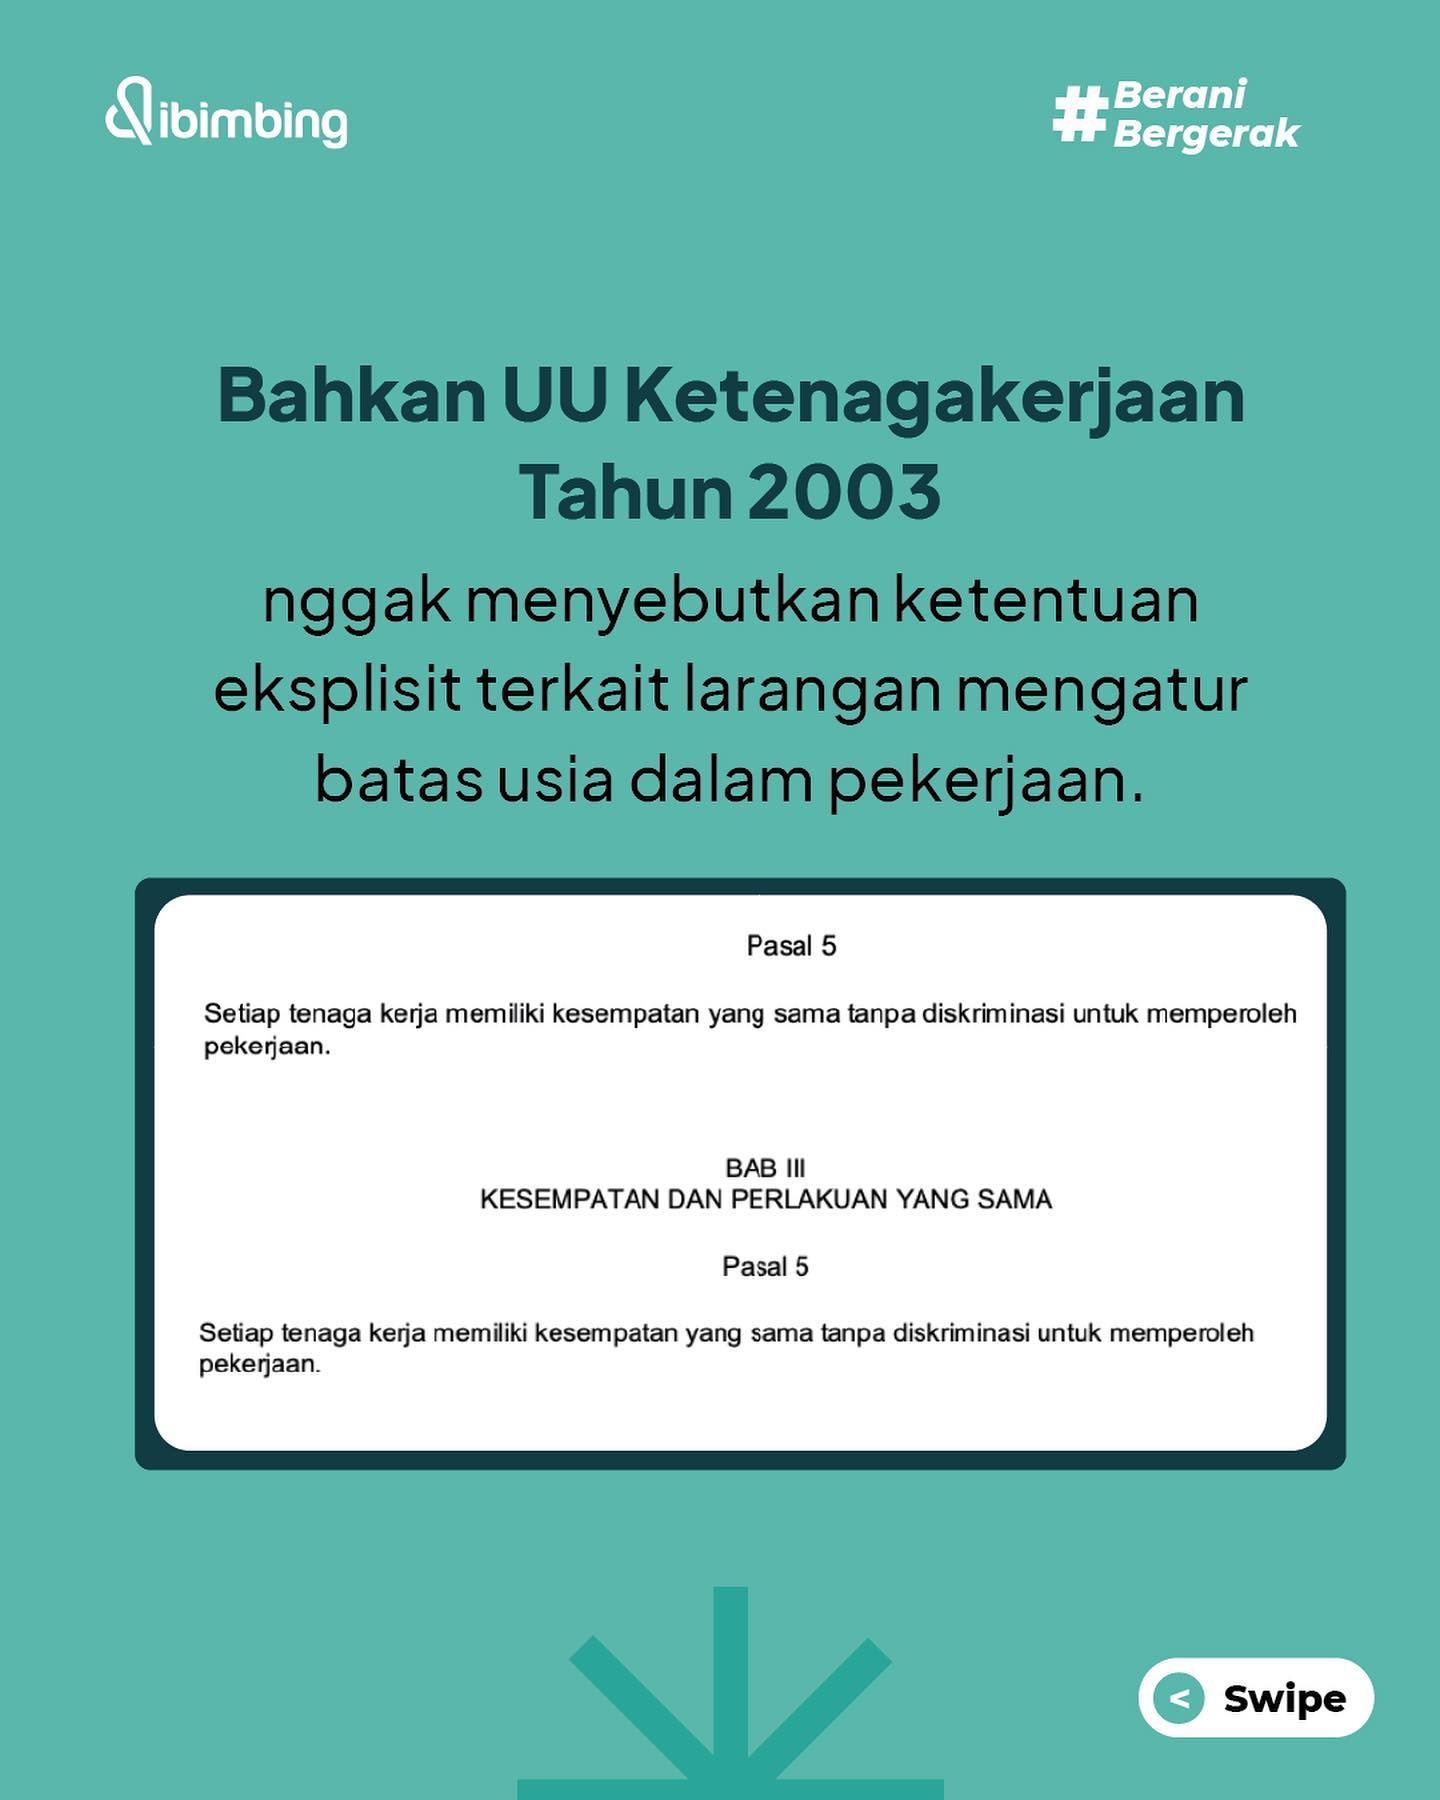 dibimbing
#Berani
Bergerak
Bahkan UU Ketenagakerjaan
Tahun 2003
nggak menyebutkan ketentuan
eksplisit terkait larangan mengatur
batas usia dalam pekerjaan.
Pasal 5
Setiap tenaga kerja memiliki kesempatan yang sama tanpa diskriminasi untuk memperoleh
pekerjaan.
BAB III
KESEMPATAN DAN PERLAKUAN YANG SAMA
Pasal 5
Setiap tenaga kerja memiliki kesempatan yang sama tanpa diskriminasi untuk memperoleh
pekerjaan.
< Swipe